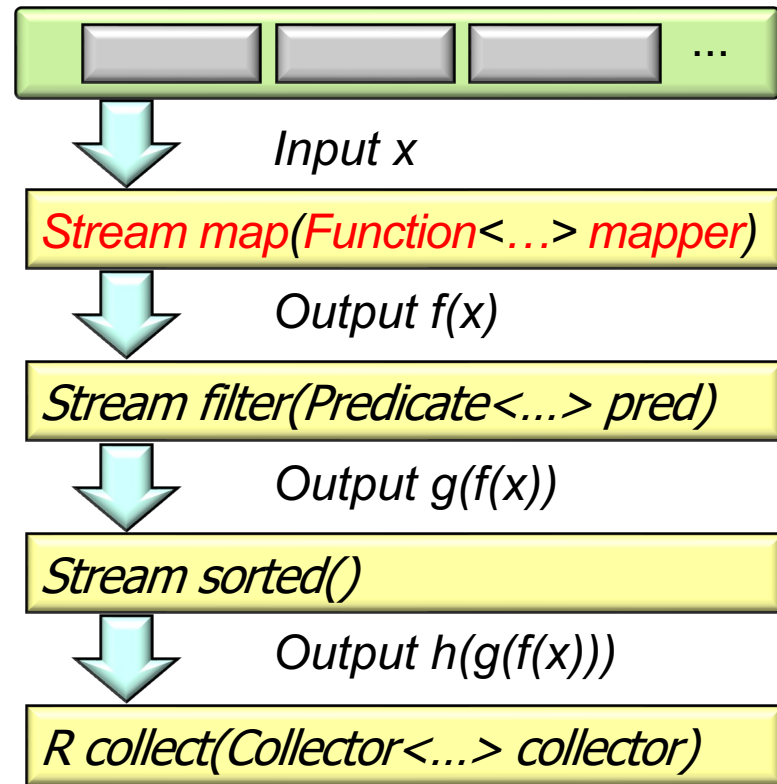 ...
Input x
Stream map(Function<...> mapper)
Output f(x)
Stream filter(Predicate<...> pred)
Output g(f(x))
Stream sorted()
Output h(g(f(x)))
R collect(Collector<...> collector)